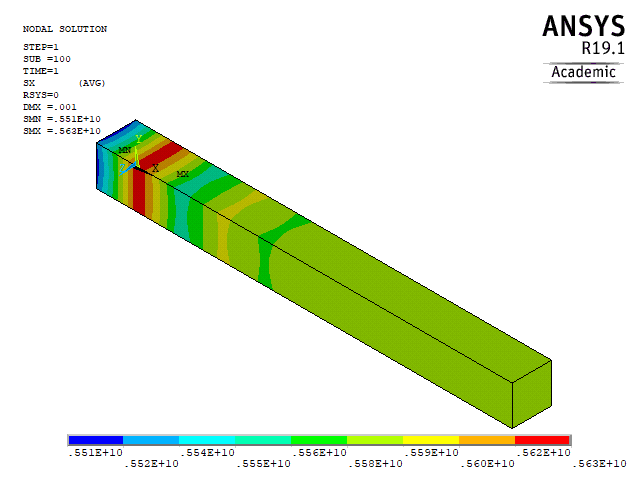 NODAL SOLUTION
STEP=1
SUB =100
TIME=1
SX (AVG)
RSYS=0
DMX =.001
SMN =.551E+10
SMX =.563E+10
ANSYS
R19.1
Academic
Y
MN
Z
X
MX
.551E+10 .554E+10 .556E+10 .559E+10 .562E+10
.552E+10 .555E+10 .558E+10 .560E+10 .563E+10